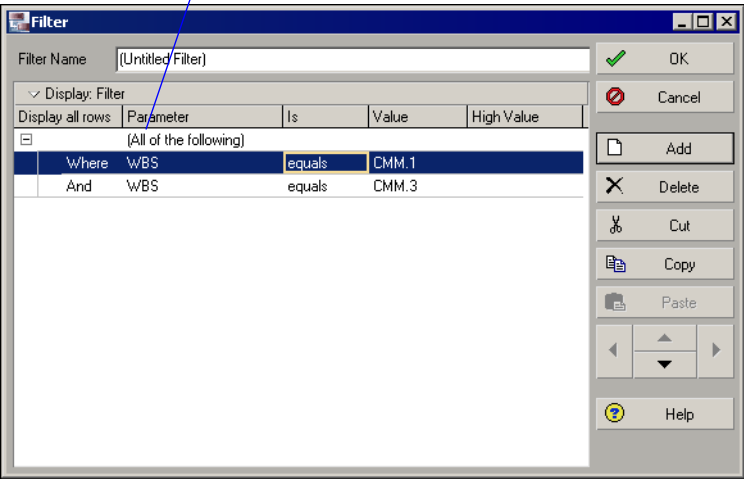 Filter
Filter Name (Untitled Filter)
OK
Display: Filter
Cancel
Display all rows Parameter Is Value High Value
(All of the following)
Add
Where WBS equals CMM.1
And WBS equals CMM.3
Delete
Cut
Copy
Paste
Help